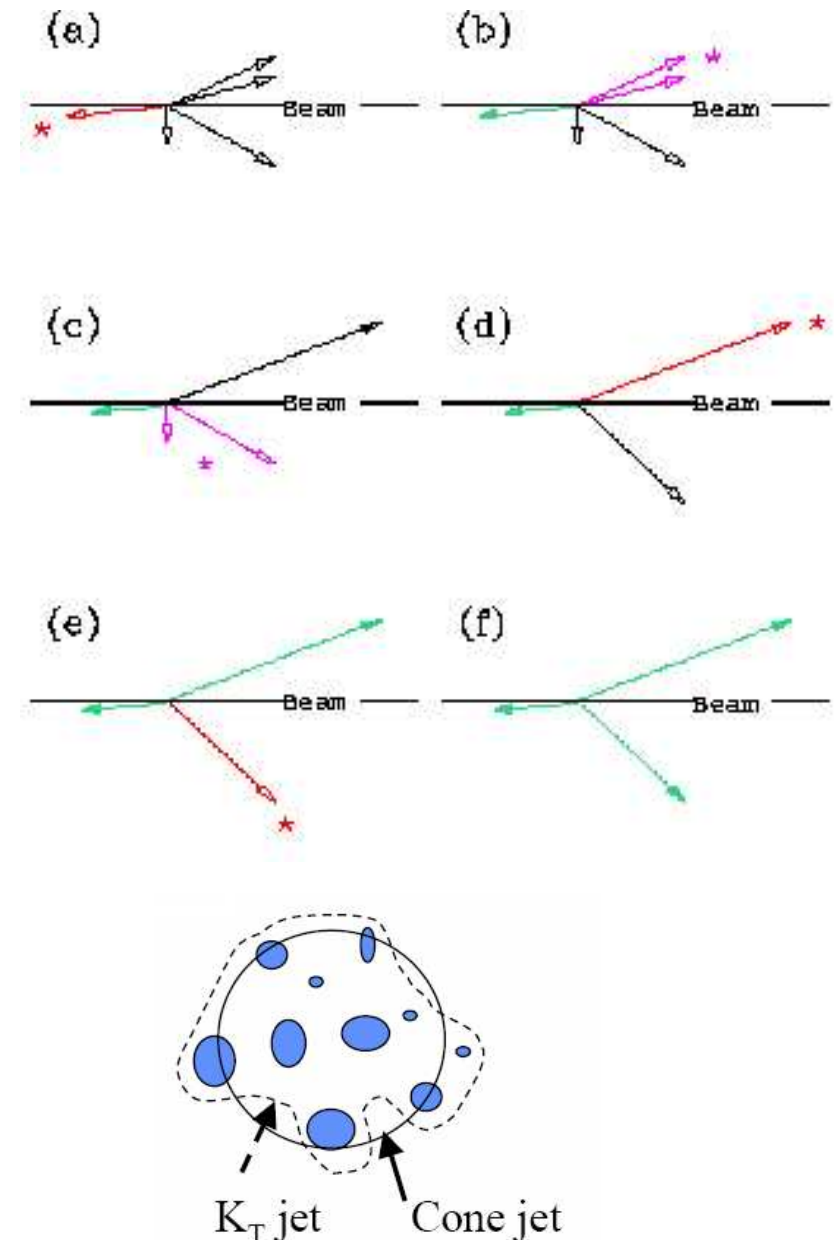 (a) (b)
* Beam * Beam
(c) (d)
Beam * Beam *
(e) (f)
Beam * Beam
K_T jet Cone jet